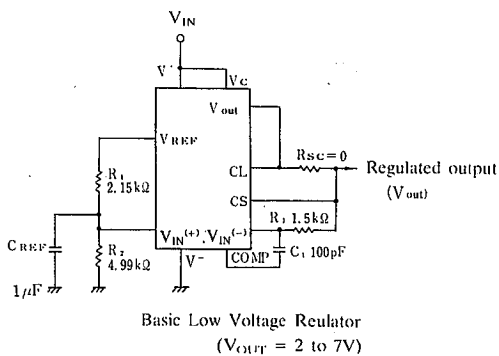 VIN
V⁺ VC
Vout
VREF
R₁
2.15kΩ
CL
Rsc=0
Regulated output
(Vout)
CS
R₃ 1.5kΩ
VIN(+) VIN(-)
CREF
R₂
4.99kΩ
V⁻
COMP
C₁ 100pF
1μF
Basic Low Voltage Reulator
(VOUT = 2 to 7V)